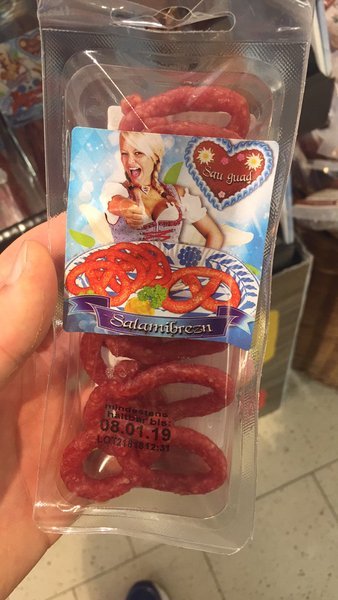 Sau guad
Salamibrezn
mindestens
haltbar bis:
08.01.19